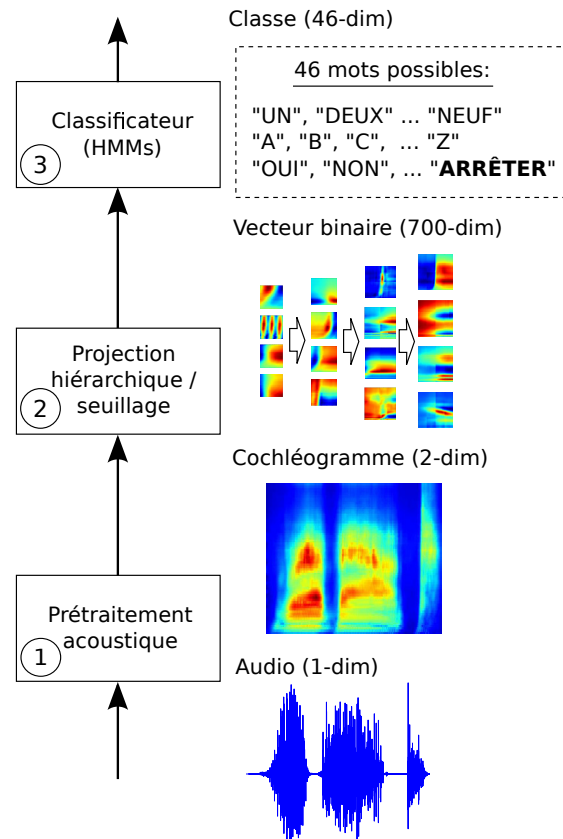 Classe (46-dim)
46 mots possibles:
"UN", "DEUX" ... "NEUF"
"A", "B", "C", ... "Z"
"OUI", "NON", ... "ARRÊTER"
Classificateur
(HMMs)
3
Vecteur binaire (700-dim)
Projection
hiérarchique /
seuillage
2
Cochléogramme (2-dim)
Prétraitement
acoustique
1
Audio (1-dim)